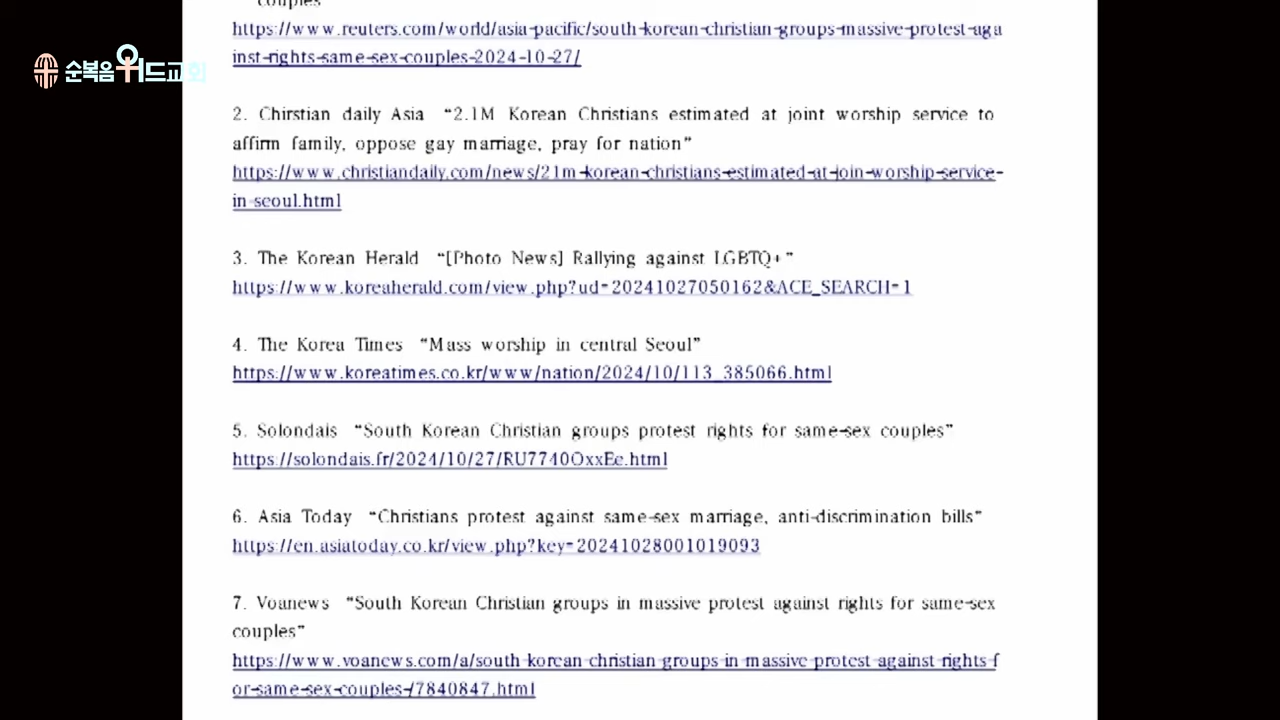 couples"
https://www.reuters.com/world/asia-pacific/south-korean-christian-groups-massive-protest-aga
inst-rights-same-sex-couples-2024-10-27/
순복음위드교회
2. Chirstian daily Asia “2.1M Korean Christians estimated at joint worship service to
affirm family, oppose gay marriage, pray for nation”
https://www.christiandaily.com/news/21m-korean-christians-estimated-at-join-worship-service-
in-seoul.html
3. The Korean Herald “[Photo News] Rallying against LGBTQ+”
https://www.koreaherald.com/view.php?ud=20241027050162&ACE_SEARCH=1
4. The Korea Times “Mass worship in central Seoul”
https://www.koreatimes.co.kr/www/nation/2024/10/113_385066.html
5. Solondais “South Korean Christian groups protest rights for same-sex couples”
https://solondais.fr/2024/10/27/RU7740OxxEe.html
6. Asia Today “Christians protest against same-sex marriage, anti-discrimination bills”
https://en.asiatoday.co.kr/view.php?key=20241028001019093
7. Voanews “South Korean Christian groups in massive protest against rights for same-sex
couples”
https://www.voanews.com/a/south-korean-christian-groups-in-massive-protest-against-rights-f
or-same-sex-couples-/7840847.html